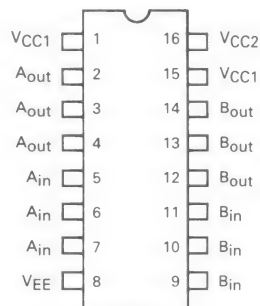 VCC1 1 16 VCC2
Aout 2 15 VCC1
Aout 3 14 Bout
Aout 4 13 Bout
Ain 5 12 Bout
Ain 6 11 Bin
Ain 7 10 Bin
VEE 8 9 Bin